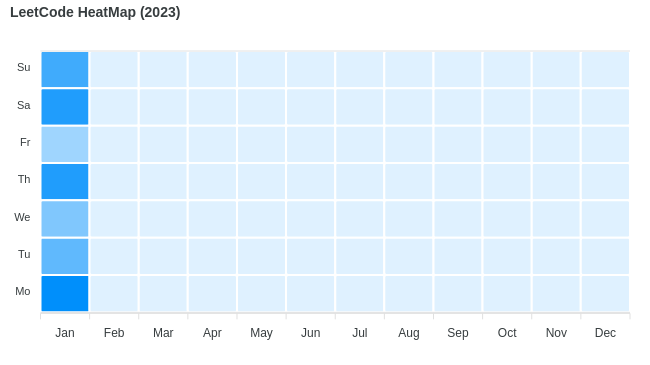 LeetCode HeatMap (2023)
Su
Sa
Fr
Th
We
Tu
Mo
Jan Feb Mar Apr May Jun Jul Aug Sep Oct Nov Dec